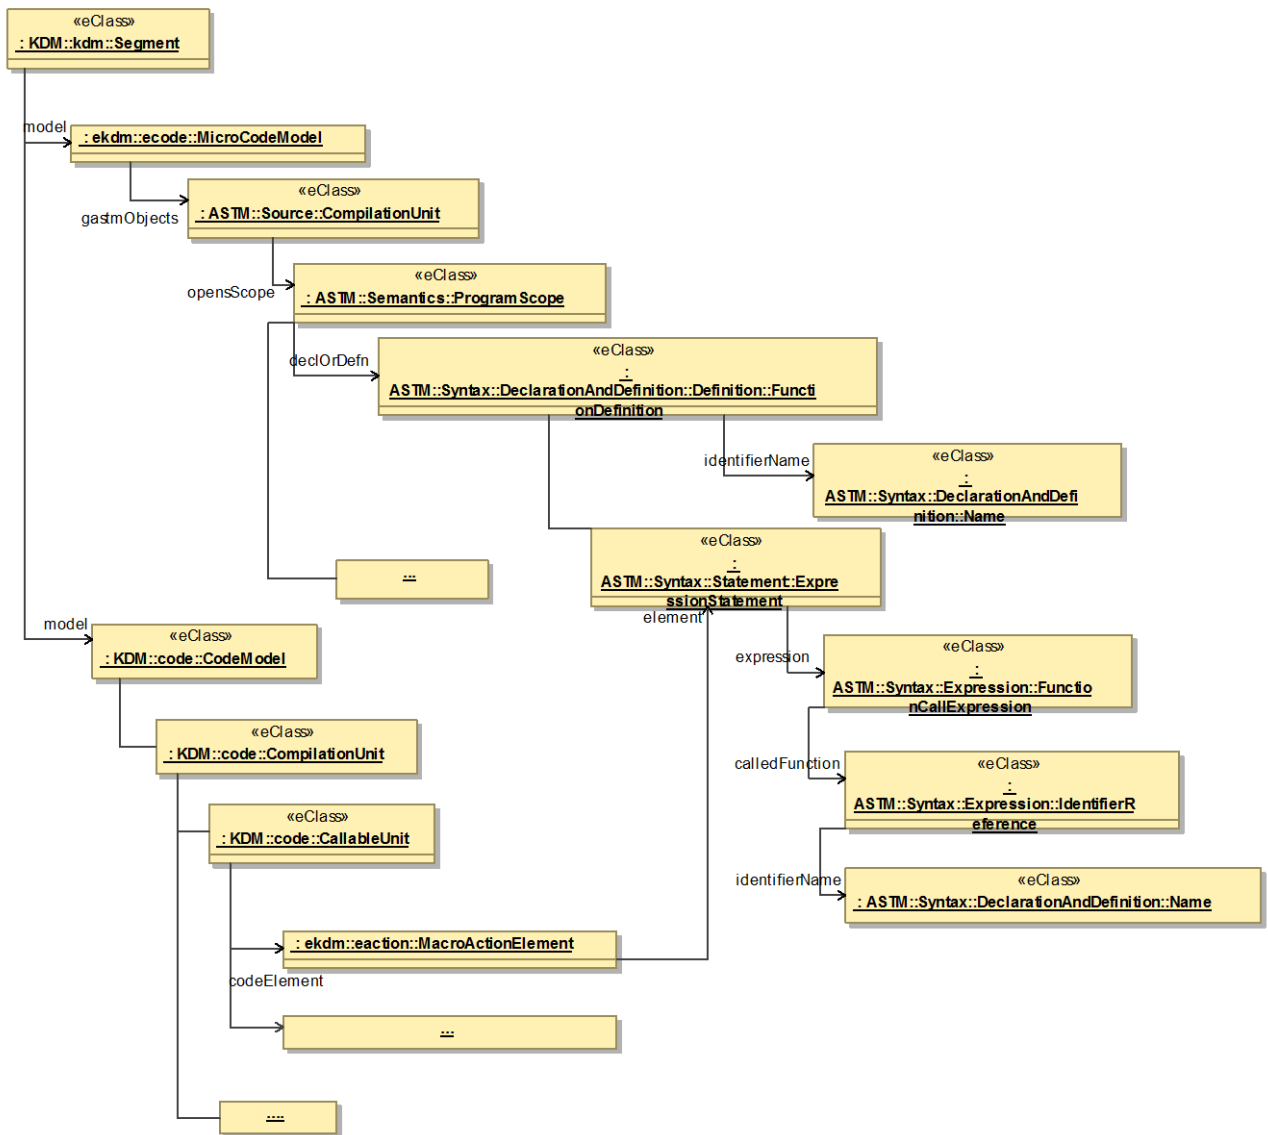 «eClass»
: KDM::kdm::Segment
model
: ekdm::ecode::MicroCodeModel
«eClass»
: ASTM::Source::CompilationUnit
gastmObjects
«eClass»
: ASTM::Semantics::ProgramScope
opensScope
«eClass»
:
ASTM::Syntax::DeclarationAndDefinition::Definition::Functi
onDefinition
declOrDefn
identifierName
«eClass»
:
ASTM::Syntax::DeclarationAndDefi
nition::Name
«eClass»
:
ASTM::Syntax::Statement::Expre
ssionStatement
...
element
model
«eClass»
: KDM::code::CodeModel
expression
«eClass»
:
ASTM::Syntax::Expression::Functio
nCallExpression
«eClass»
: KDM::code::CompilationUnit
calledFunction
«eClass»
:
ASTM::Syntax::Expression::IdentifierR
eference
«eClass»
: KDM::code::CallableUnit
identifierName
«eClass»
: ASTM::Syntax::DeclarationAndDefinition::Name
: ekdm::eaction::MacroActionElement
codeElement
...
....